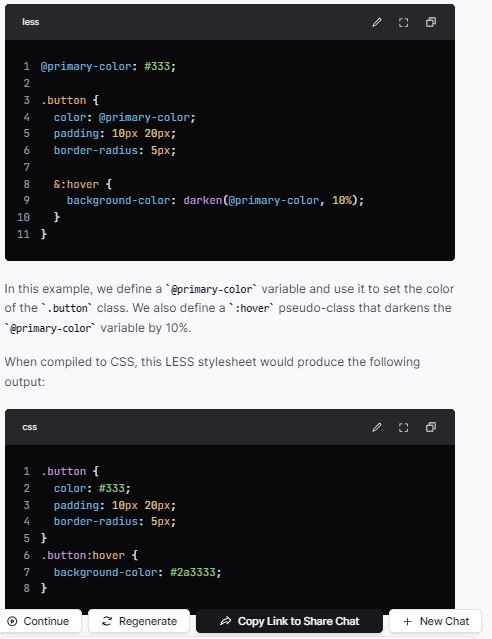 less
1 @primary-color: #333;
2
3 .button {
4 color: @primary-color;
5 padding: 10px 20px;
6 border-radius: 5px;
7
8 &:hover {
9 background-color: darken(@primary-color, 10%);
10 }
11 }
In this example, we define a `@primary-color` variable and use it to set the color
of the `.button` class. We also define a `:hover` pseudo-class that darkens the
`@primary-color` variable by 10%.
When compiled to CSS, this LESS stylesheet would produce the following
output:
css
1 .button {
2 color: #333;
3 padding: 10px 20px;
4 border-radius: 5px;
5 }
6 .button:hover {
7 background-color: #2a3333;
8 }
Continue Regenerate Copy Link to Share Chat New Chat